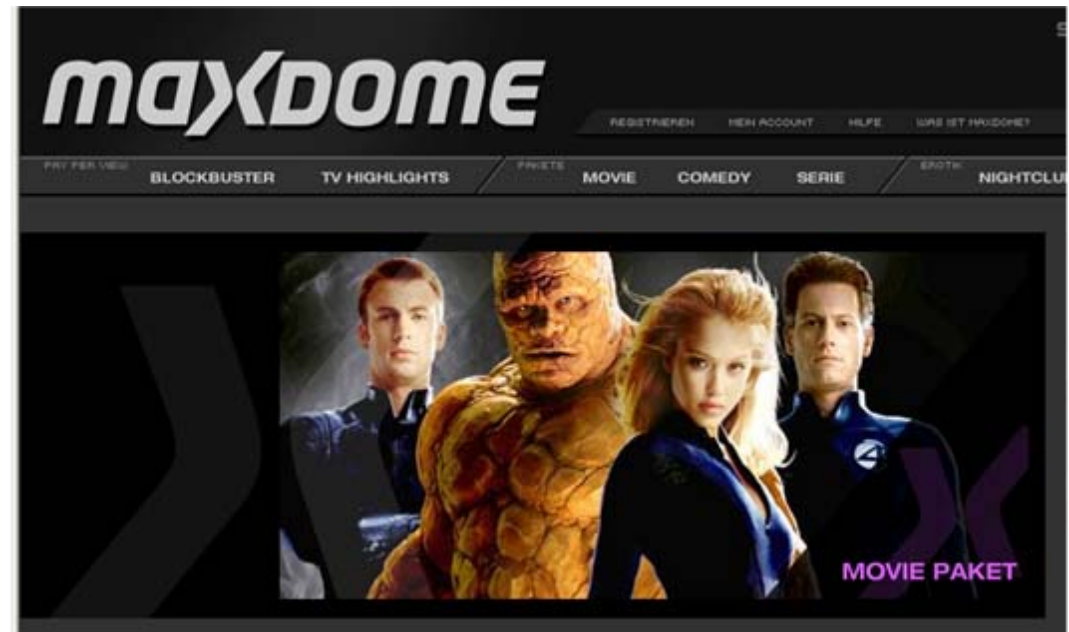 maxdome
REGISTRIEREN MEIN ACCOUNT HILFE WAS IST MAXDOME?
PAY PER VIEW BLOCKBUSTER TV HIGHLIGHTS PAKETE MOVIE COMEDY SERIE EROTIK
4
MOVIE PAKET